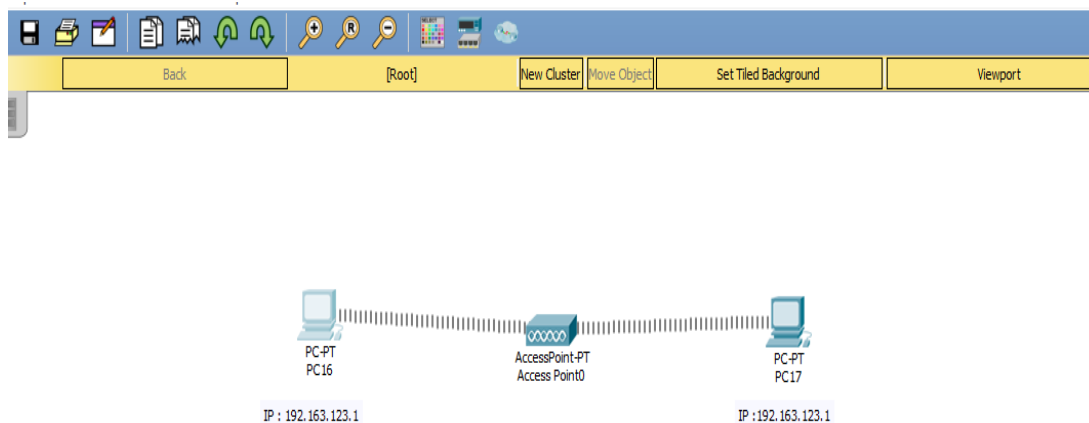 SELECT
Back [Root] New Cluster Move Object Set Tiled Background Viewport
R
PC-PT
PC16
AccessPoint-PT
Access Point0
PC-PT
PC17
IP : 192.163.123.1
IP :192.163.123.1